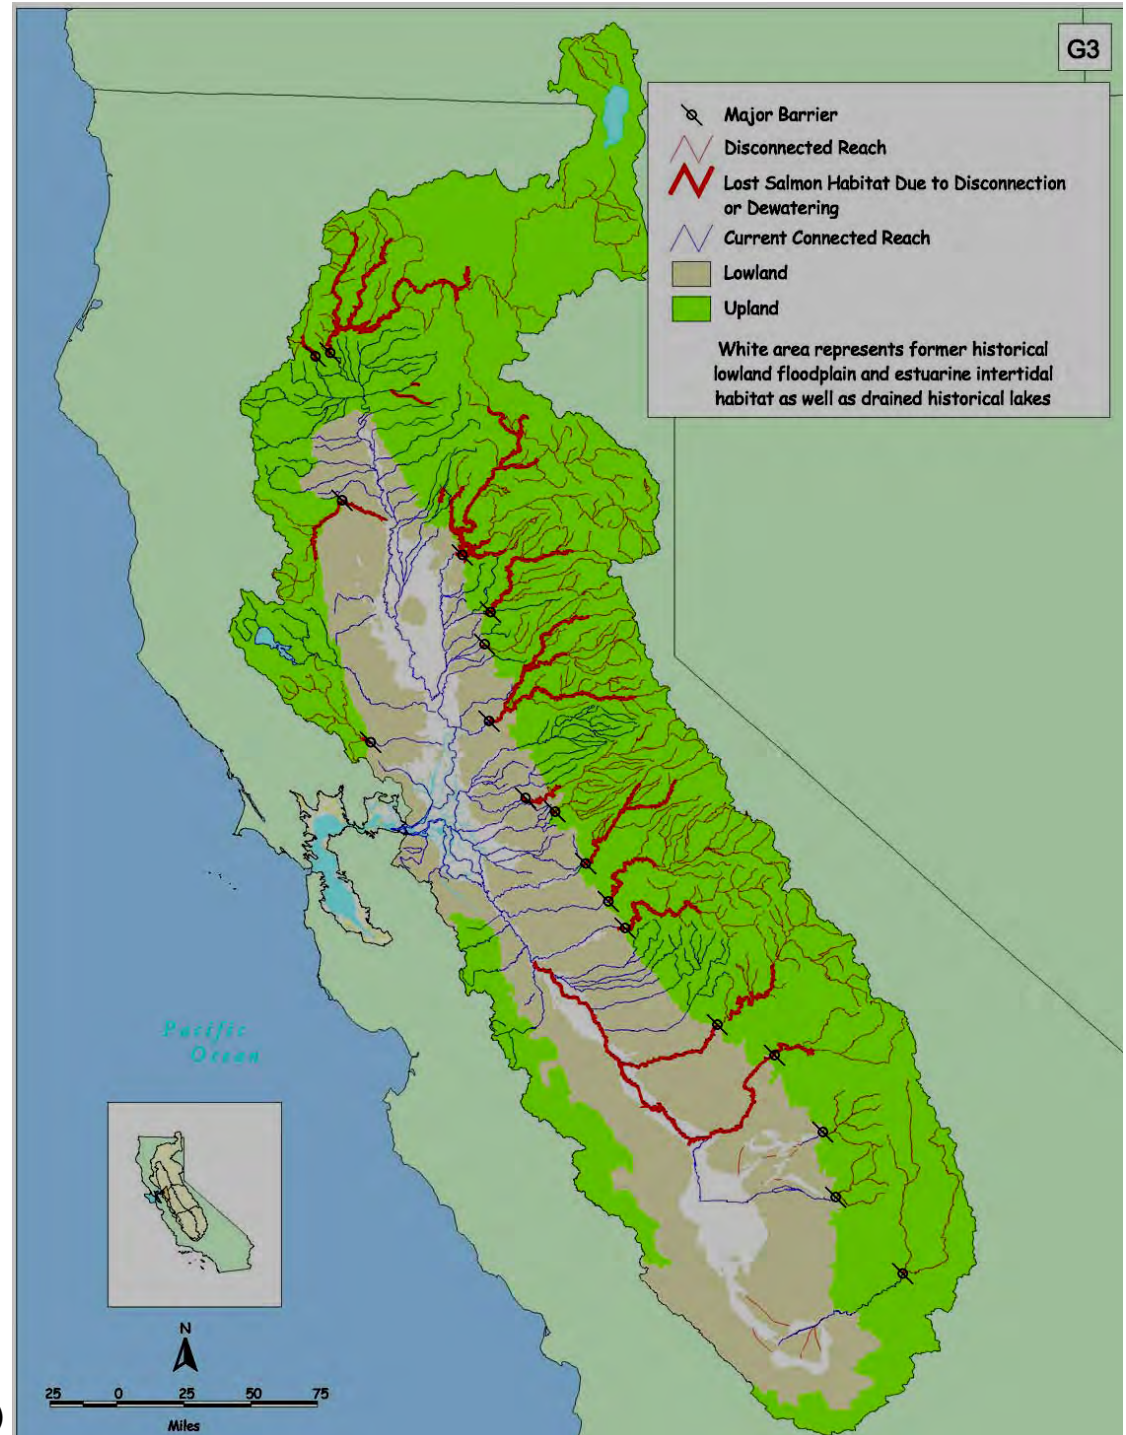 G3
Major Barrier
Disconnected Reach
Lost Salmon Habitat Due to Disconnection
or Dewatering
Current Connected Reach
Lowland
Upland
White area represents former historical
lowland floodplain and estuarine intertidal
habitat as well as drained historical lakes
Pacific
Ocean
N
25 0 25 50 75
Miles
)